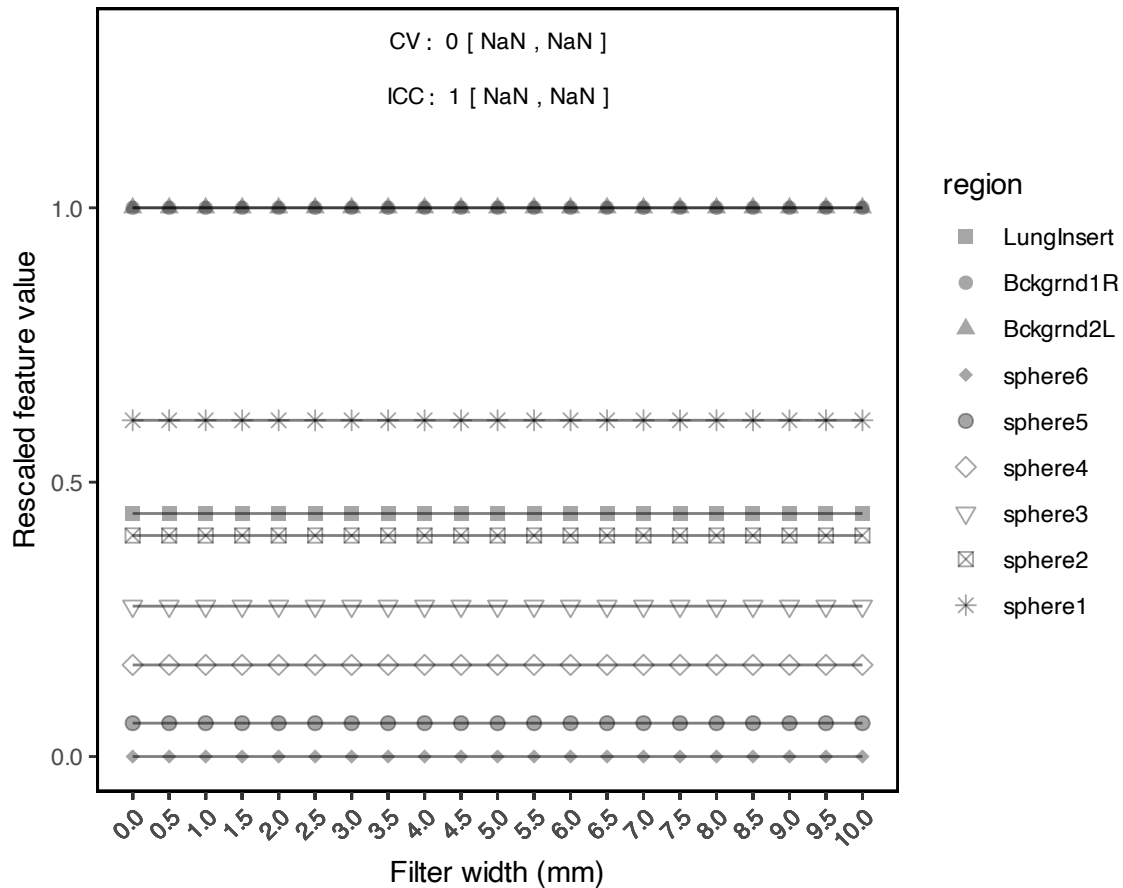 CV : 0 [ NaN , NaN ]
ICC : 1 [ NaN , NaN ]
Rescaled feature value
1.0
0.5
0.0
0.0 0.5 1.0 1.5 2.0 2.5 3.0 3.5 4.0 4.5 5.0 5.5 6.0 6.5 7.0 7.5 8.0 8.5 9.0 9.5 10.0
Filter width (mm)
region
LungInsert
Bckgrnd1R
Bckgrnd2L
sphere6
sphere5
sphere4
sphere3
sphere2
sphere1